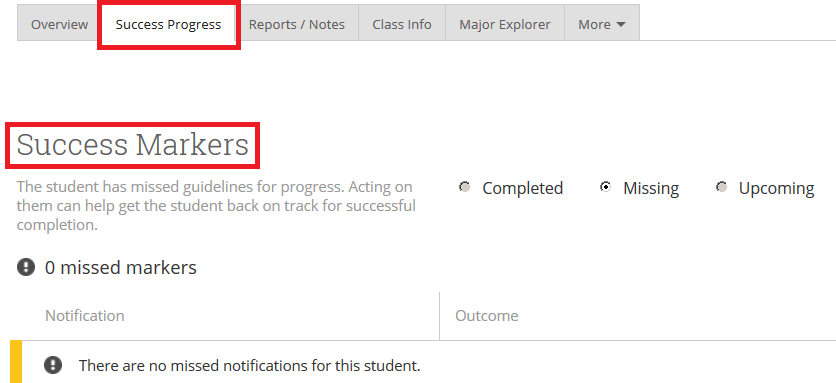 Overview Success Progress Reports / Notes Class Info Major Explorer More
Success Markers
The student has missed guidelines for progress. Acting on
them can help get the student back on track for successful
completion.
Completed Missing Upcoming
0 missed markers
Notification Outcome
There are no missed notifications for this student.